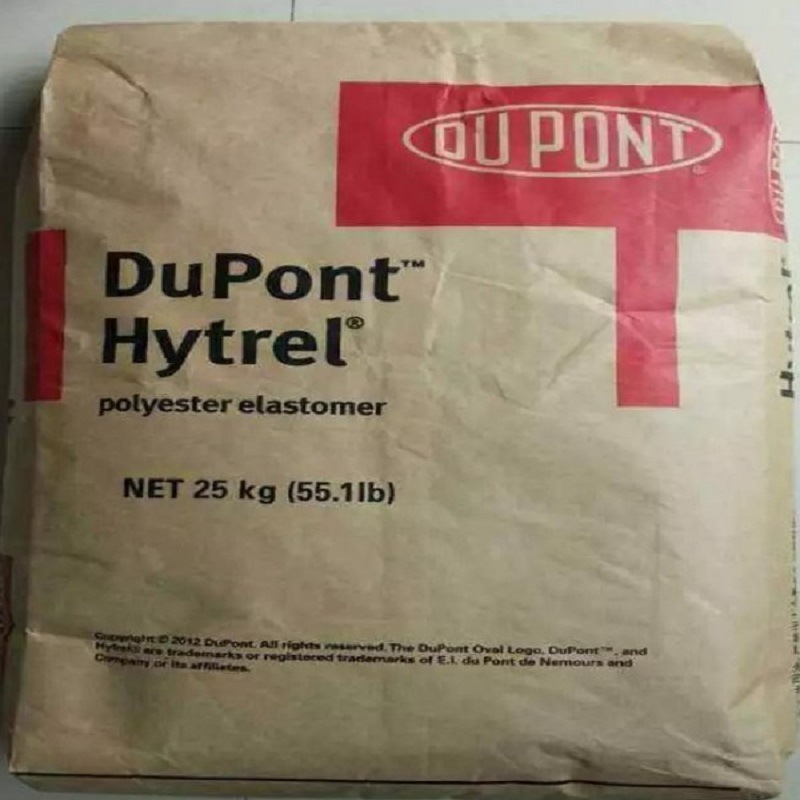 DU PONT
®
DuPont™
Hytrel®
polyester elastomer
NET 25 kg (55.1lb)
Copyright © 2012 DuPont. All rights reserved. The DuPont Oval Logo, DuPont™, and
Hytrel® are trademarks or registered trademarks of E.I. du Pont de Nemours and
Company or its affiliates.